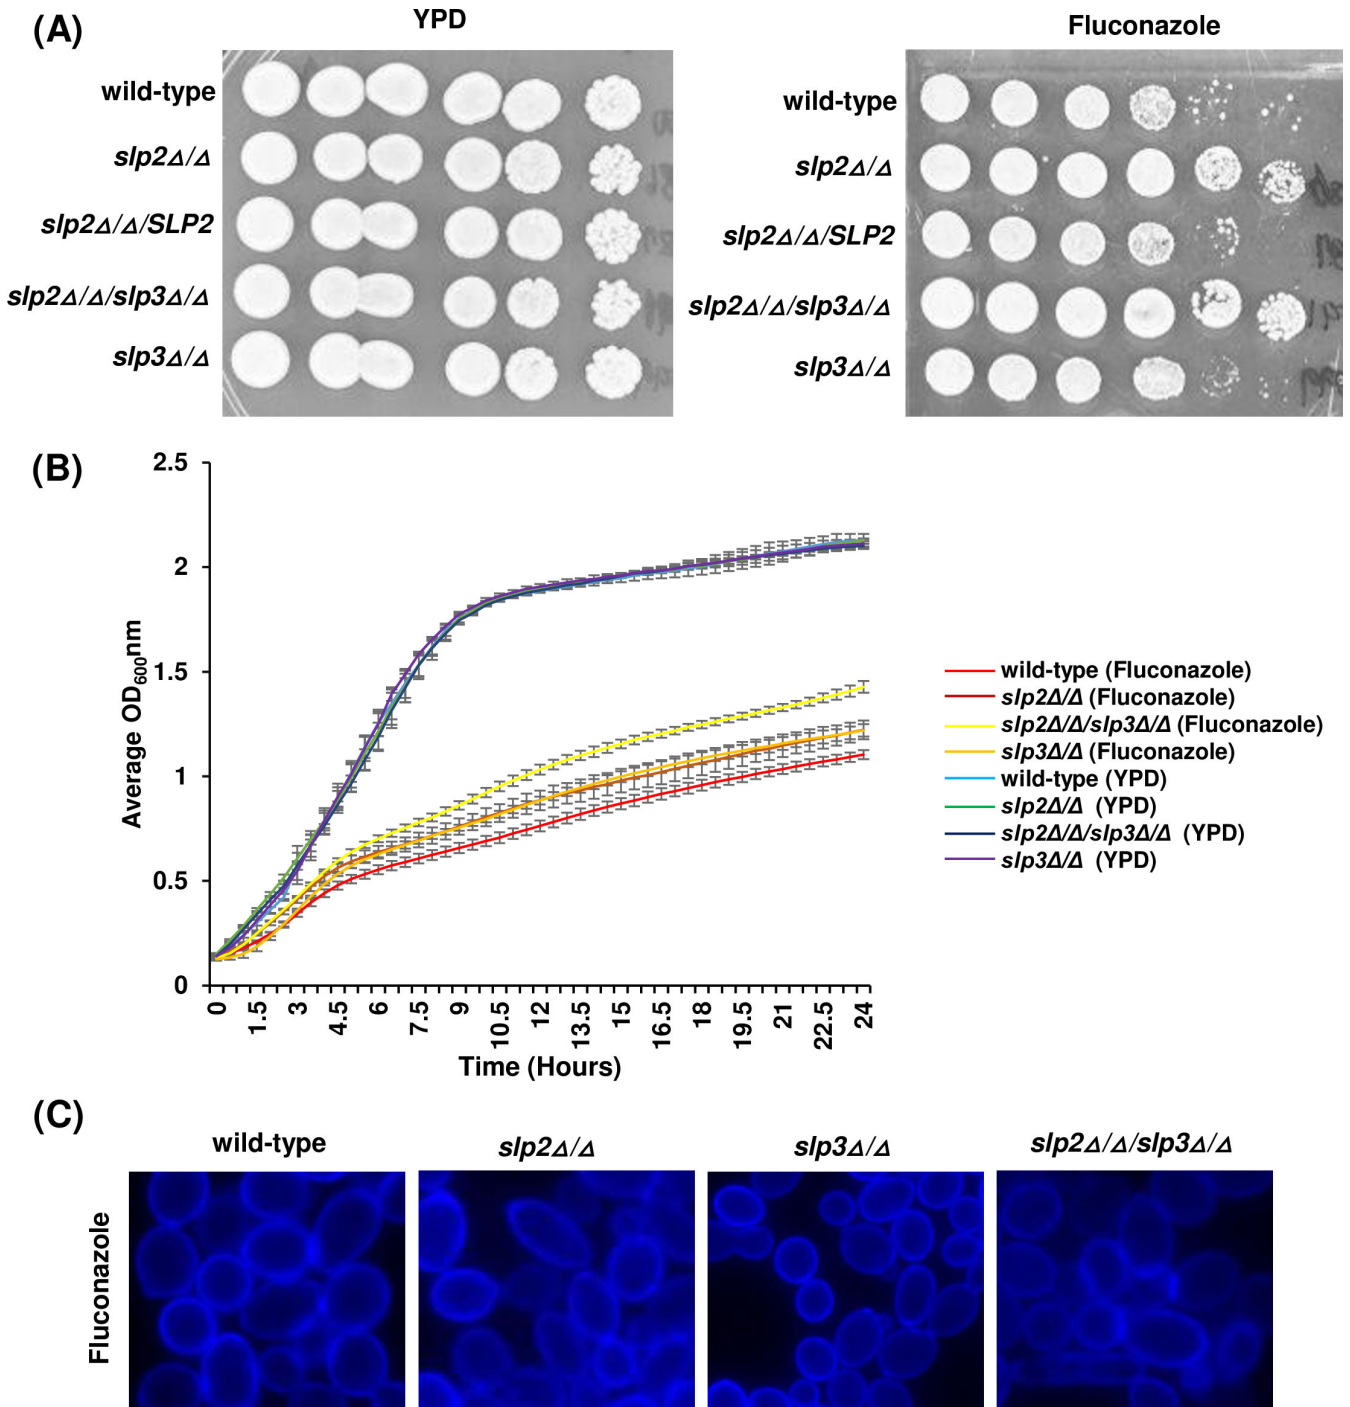 (A)
YPD
Fluconazole
wild-type
slp2Δ/Δ
slp2Δ/Δ/SLP2
slp2Δ/Δ/slp3Δ/Δ
slp3Δ/Δ
wild-type
slp2Δ/Δ
slp2Δ/Δ/SLP2
slp2Δ/Δ/slp3Δ/Δ
slp3Δ/Δ
(B)
Average OD600nm
2.5
2
1.5
1
0.5
0
0 1.5 3 4.5 6 7.5 9 10.5 12 13.5 15 16.5 18 19.5 21 22.5 24
Time (Hours)
wild-type (Fluconazole)
slp2Δ/Δ (Fluconazole)
slp2Δ/Δ/slp3Δ/Δ (Fluconazole)
slp3Δ/Δ (Fluconazole)
wild-type (YPD)
slp2Δ/Δ (YPD)
slp2Δ/Δ/slp3Δ/Δ (YPD)
slp3Δ/Δ (YPD)
(C)
wild-type
slp2Δ/Δ
slp3Δ/Δ
slp2Δ/Δ/slp3Δ/Δ
Fluconazole